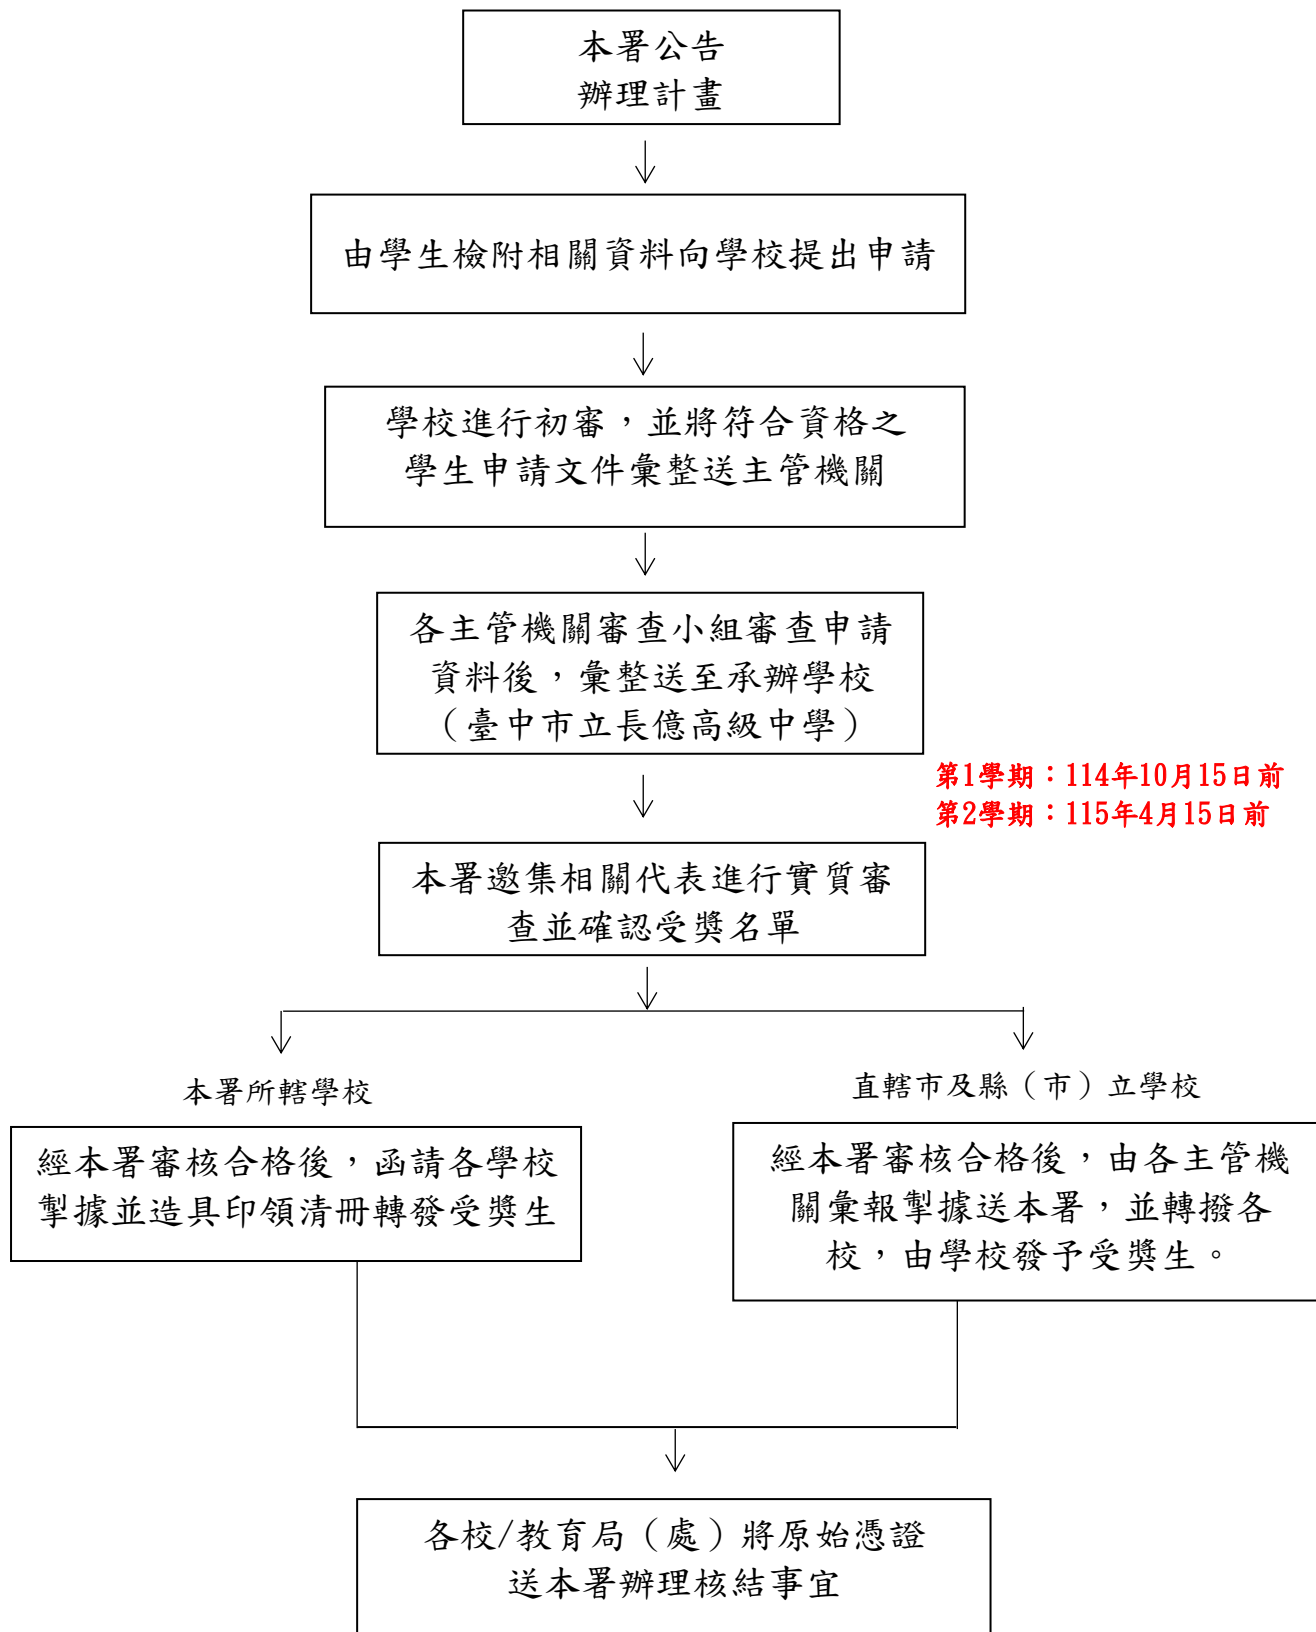 本署公告
辦理計畫
由學生檢附相關資料向學校提出申請
學校進行初審，並將符合資格之
學生申請文件彙整送主管機關
各主管機關審查小組審查申請
資料後，彙整送至承辦學校
（臺中市立長億高級中學）
第1學期：114年10月15日前
第2學期：115年4月15日前
本署邀集相關代表進行實質審
查並確認受獎名單
本署所轄學校
經本署審核合格後，函請各學校
掣據並造具印領清冊轉發受獎生
直轄市及縣（市）立學校
經本署審核合格後，由各主管機
關彙報掣據送本署，並轉撥各
校，由學校發予受獎生。
各校/教育局（處）將原始憑證
送本署辦理核結事宜